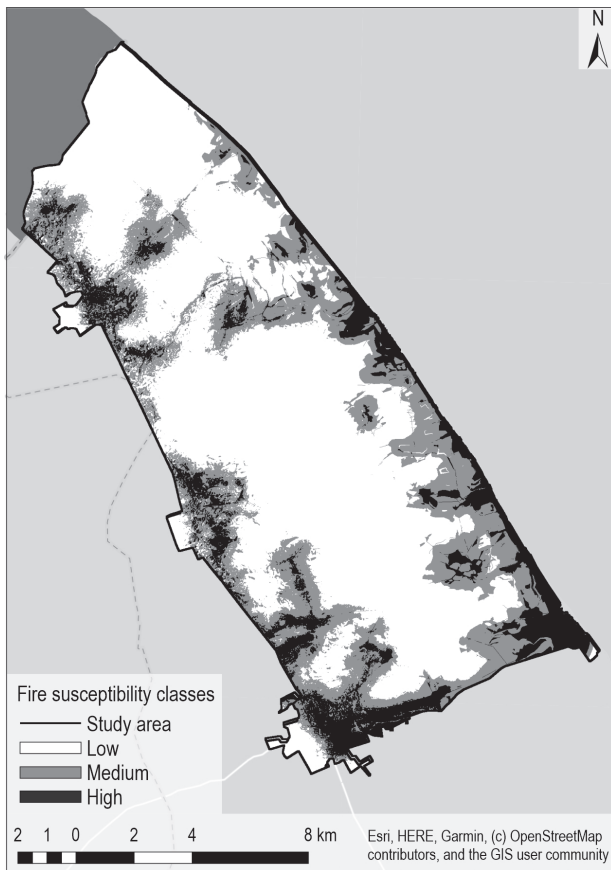 N
Fire susceptibility classes
Study area
Low
Medium
High
2 1 0 2 4 8 km
Esri, HERE, Garmin, (c) OpenStreetMap
contributors, and the GIS user community